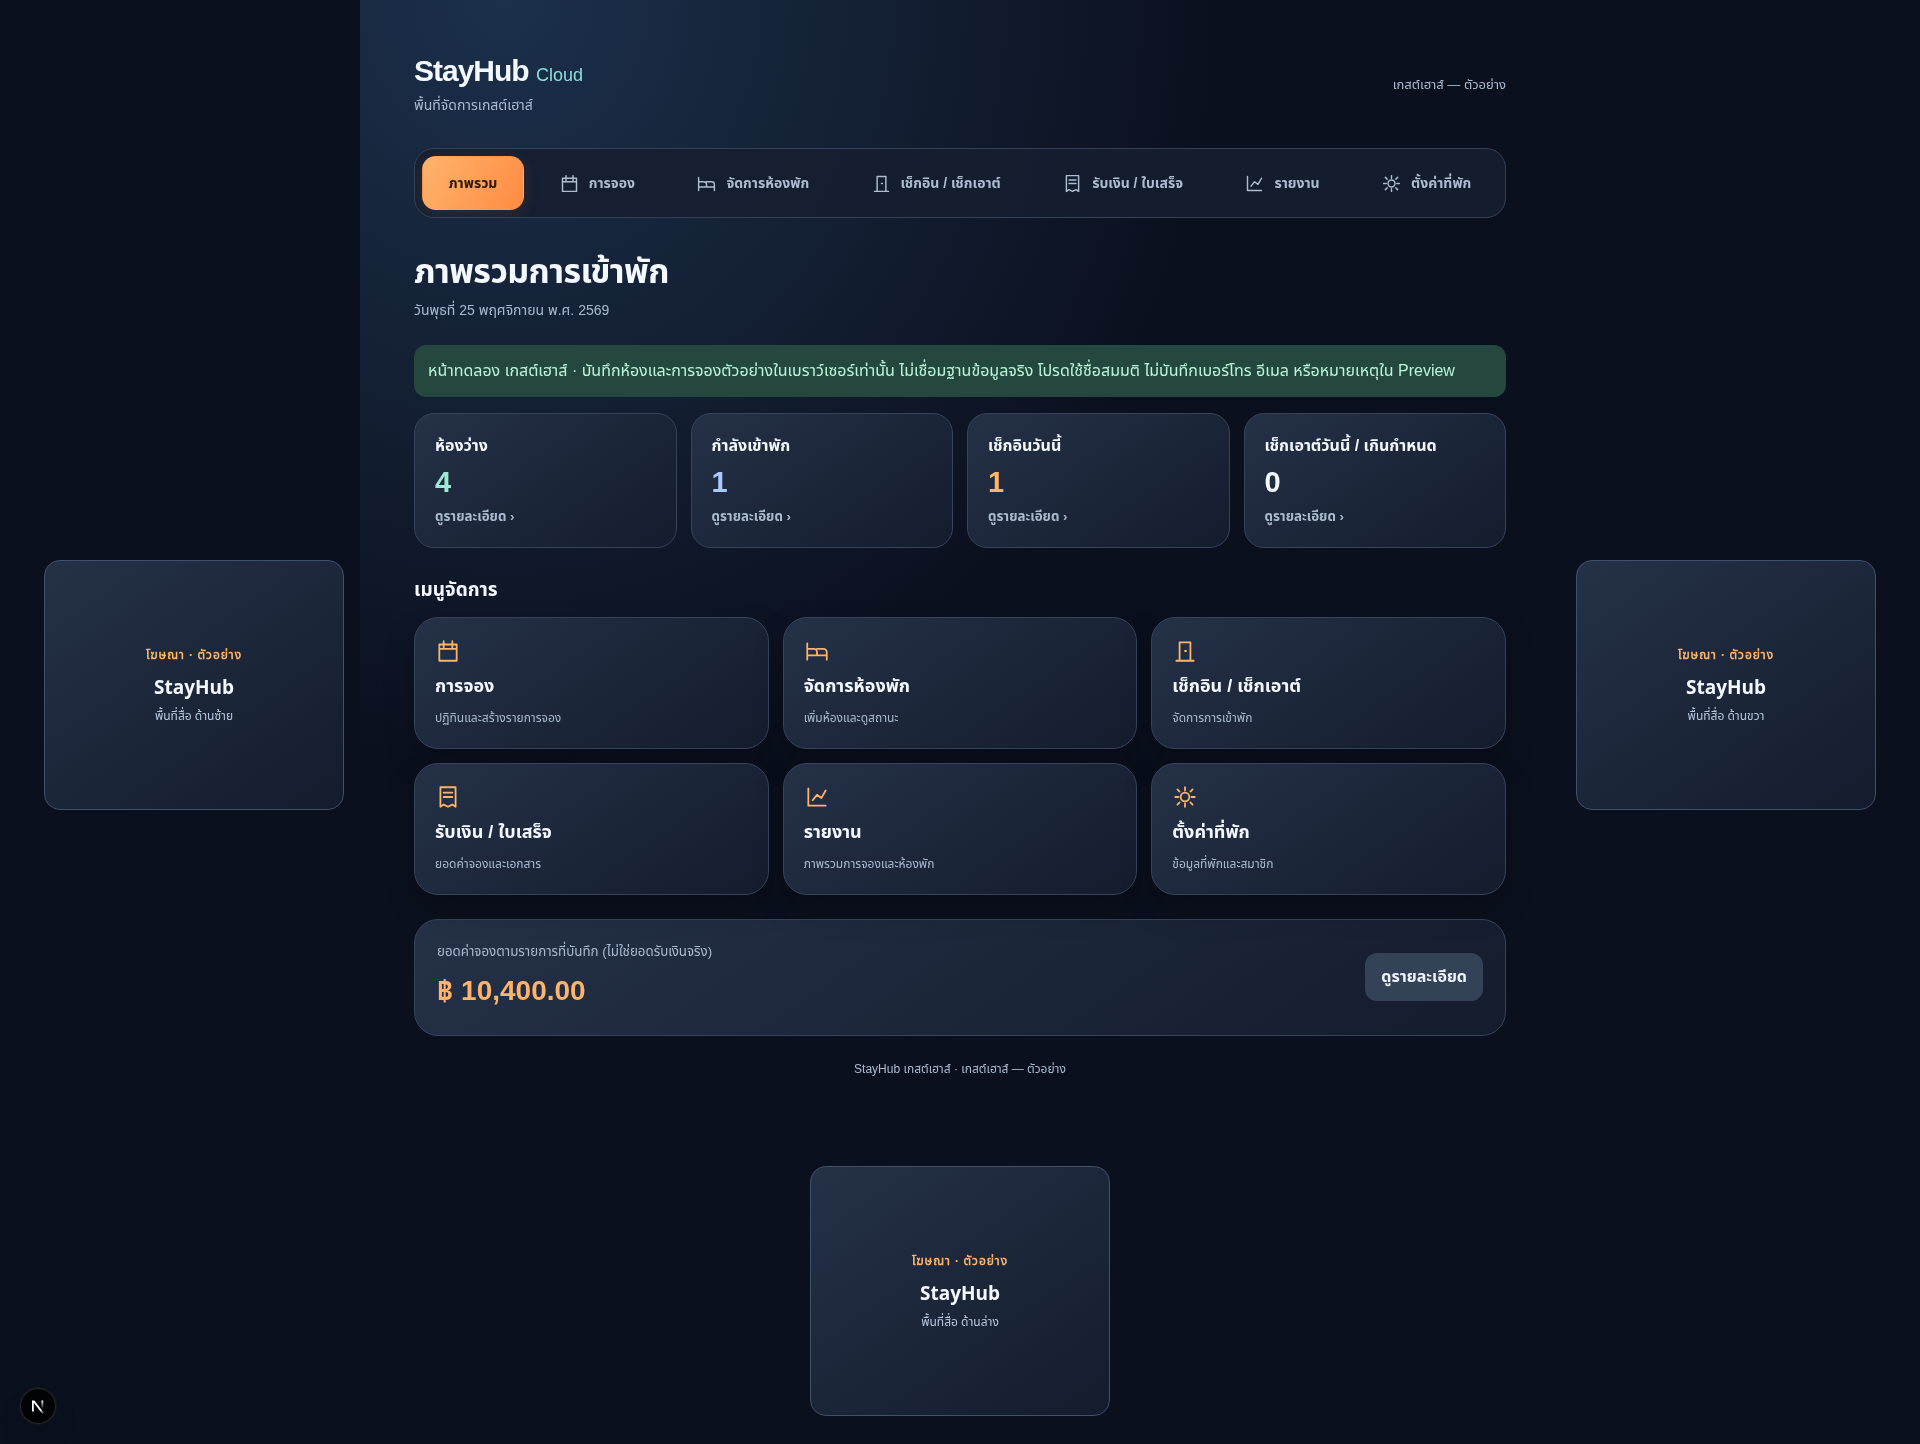 StayHub Cloud
พื้นที่จัดการเกสต์เฮาส์
เกสต์เฮาส์ — ตัวอย่าง
ภาพรวม
การจอง
จัดการห้องพัก
เช็กอิน / เช็กเอาต์
รับเงิน / ใบเสร็จ
รายงาน
ตั้งค่าที่พัก
ภาพรวมการเข้าพัก
วันพุธที่ 25 พฤศจิกายน พ.ศ. 2569
หน้าทดลอง เกสต์เฮาส์ · บันทึกห้องและการจองตัวอย่างในเบราว์เซอร์เท่านั้น ไม่เชื่อมฐานข้อมูลจริง โปรดใช้ชื่อสมมติ ไม่บันทึกเบอร์โทร อีเมล หรือหมายเหตุใน Preview
ห้องว่าง
4
ดูรายละเอียด ›
กำลังเข้าพัก
1
ดูรายละเอียด ›
เช็กอินวันนี้
1
ดูรายละเอียด ›
เช็กเอาต์วันนี้ / เกินกำหนด
0
ดูรายละเอียด ›
เมนูจัดการ
การจอง
ปฏิทินและสร้างรายการจอง
จัดการห้องพัก
เพิ่มห้องและดูสถานะ
เช็กอิน / เช็กเอาต์
จัดการการเข้าพัก
รับเงิน / ใบเสร็จ
ยอดค่าจองและเอกสาร
รายงาน
ภาพรวมการจองและห้องพัก
ตั้งค่าที่พัก
ข้อมูลที่พักและสมาชิก
ยอดค่าจองตามรายการที่บันทึก (ไม่ใช่ยอดรับเงินจริง)
฿ 10,400.00
ดูรายละเอียด
StayHub เกสต์เฮาส์ · เกสต์เฮาส์ — ตัวอย่าง
โฆษณา · ตัวอย่าง
StayHub
พื้นที่สื่อ ด้านซ้าย
โฆษณา · ตัวอย่าง
StayHub
พื้นที่สื่อ ด้านขวา
โฆษณา · ตัวอย่าง
StayHub
พื้นที่สื่อ ด้านล่าง
N